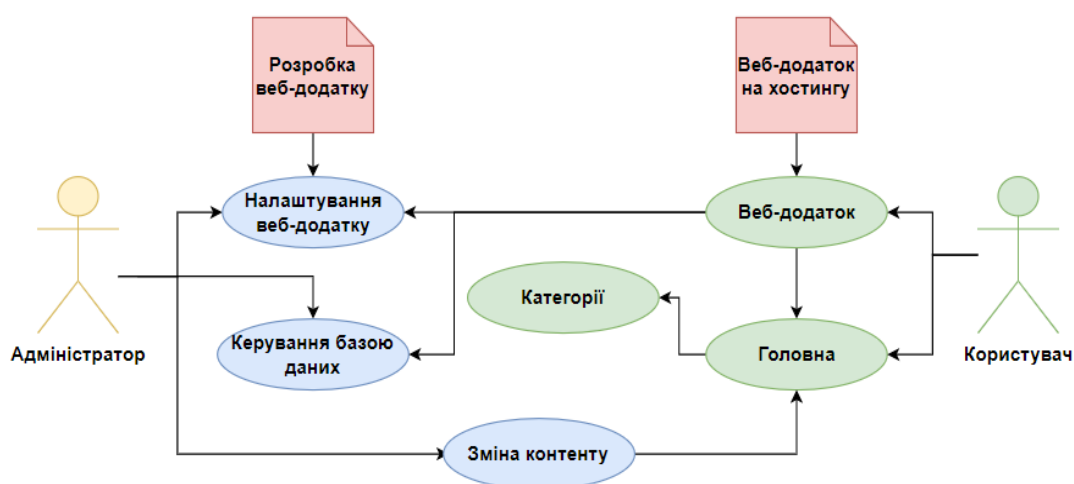 Розробка
веб-додатку
Веб-додаток
на хостингу
Налаштування
веб-додатку
Веб-додаток
Категорії
Адміністратор
Керування базою
даних
Головна
Користувач
Зміна контенту